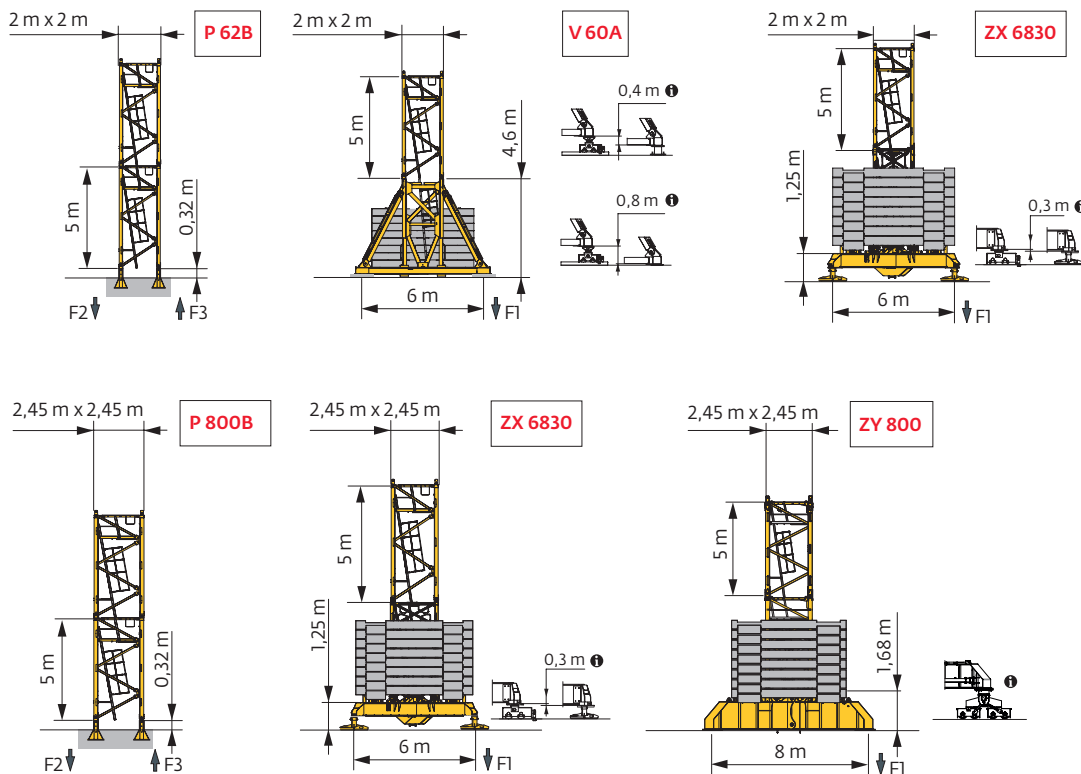 2 m x 2 m
P 62B
5 m
0,32 m
F2
F3
2 m x 2 m
V 60A
5 m
4,6 m
0,4 m
0,8 m
6 m
F1
2 m x 2 m
ZX 6830
5 m
1,25 m
0,3 m
6 m
F1
2,45 m x 2,45 m
P 800B
5 m
0,32 m
F2
F3
2,45 m x 2,45 m
ZX 6830
5 m
1,25 m
0,3 m
6 m
F1
2,45 m x 2,45 m
ZY 800
5 m
1,68 m
8 m
F1